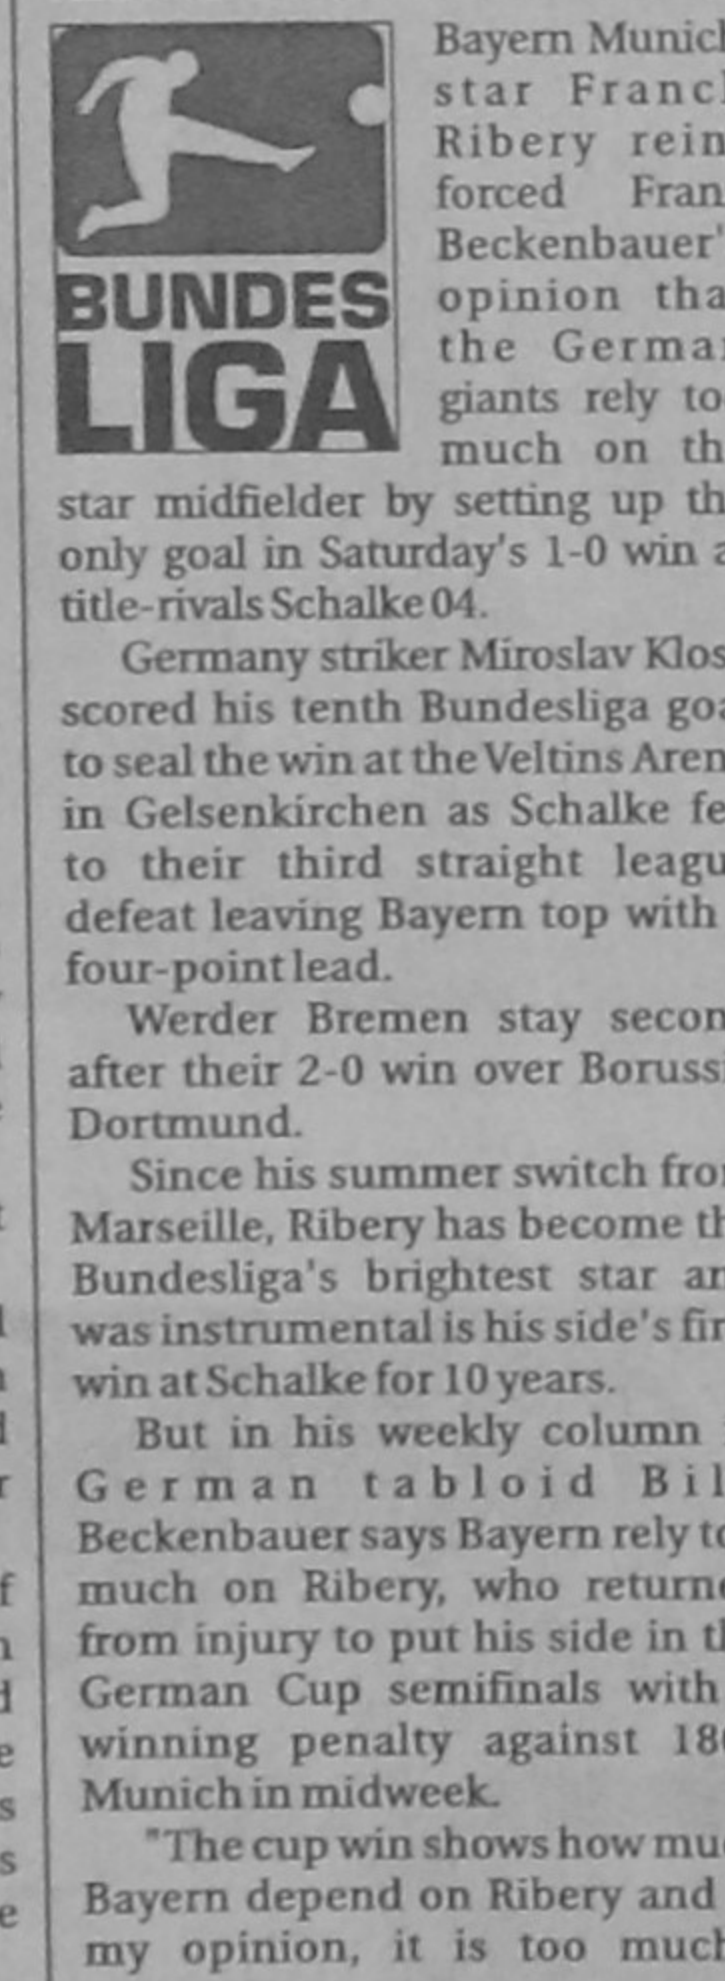 BUNDES
LIGA
Bayern Munich
star Franck
Ribery rein
forced Fran
Beckenbauer'
opinion tha
the German
giants rely to
much on th
star midfielder by setting up th
only goal in Saturday's 1-0 win a
title-rivals Schalke 04.
Germany striker Miroslav Klos
scored his tenth Bundesliga goa
to seal the win at the Veltins Aren
in Gelsenkirchen as Schalke fe
to their third straight leagu
defeat leaving Bayern top with
four-point lead.
Werder Bremen stay secon
after their 2-0 win over Boruss
Dortmund.
Since his summer switch fro
Marseille, Ribery has become th
Bundesliga's brightest star an
was instrumental is his side's fir
win at Schalke for 10 years.
But in his weekly column
German tabloid Bil
Beckenbauer says Bayern rely to
much on Ribery, who returne
from injury to put his side in th
German Cup semifinals with
winning penalty against 186
Munich in midweek.
"The cup win shows how muc
Bayern depend on Ribery and
my opinion, it is too much